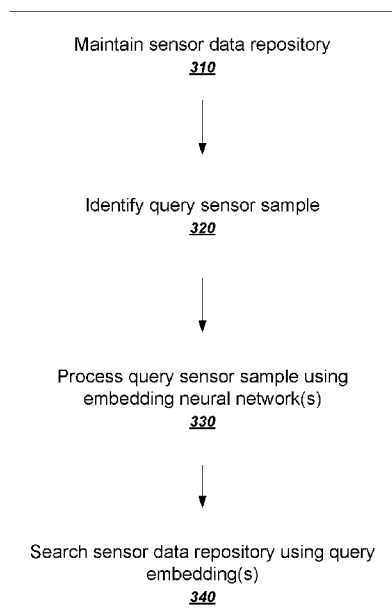 Maintain sensor data repository
310
Identify query sensor sample
320
Process query sensor sample using
embedding neural network(s)
330
Search sensor data repository using query
embedding(s)
340